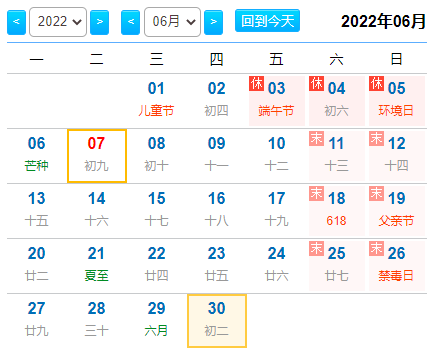 < 2022 > < 06月 > 回到今天 2022年06月
一 二 三 四 五 六 日
01 02 休 03 休 04 休 05
儿童节 初四 端午节 初六 环境日
06 07 08 09 10 末 11 末 12
芒种 初九 初十 十一 十二 十三 十四
13 14 15 16 17 末 18 末 19
十五 十六 十七 十八 十九 618 父亲节
20 21 22 23 24 末 25 末 26
廿二 夏至 廿四 廿五 廿六 廿七 禁毒日
27 28 29 30
廿九 三十 六月 初二